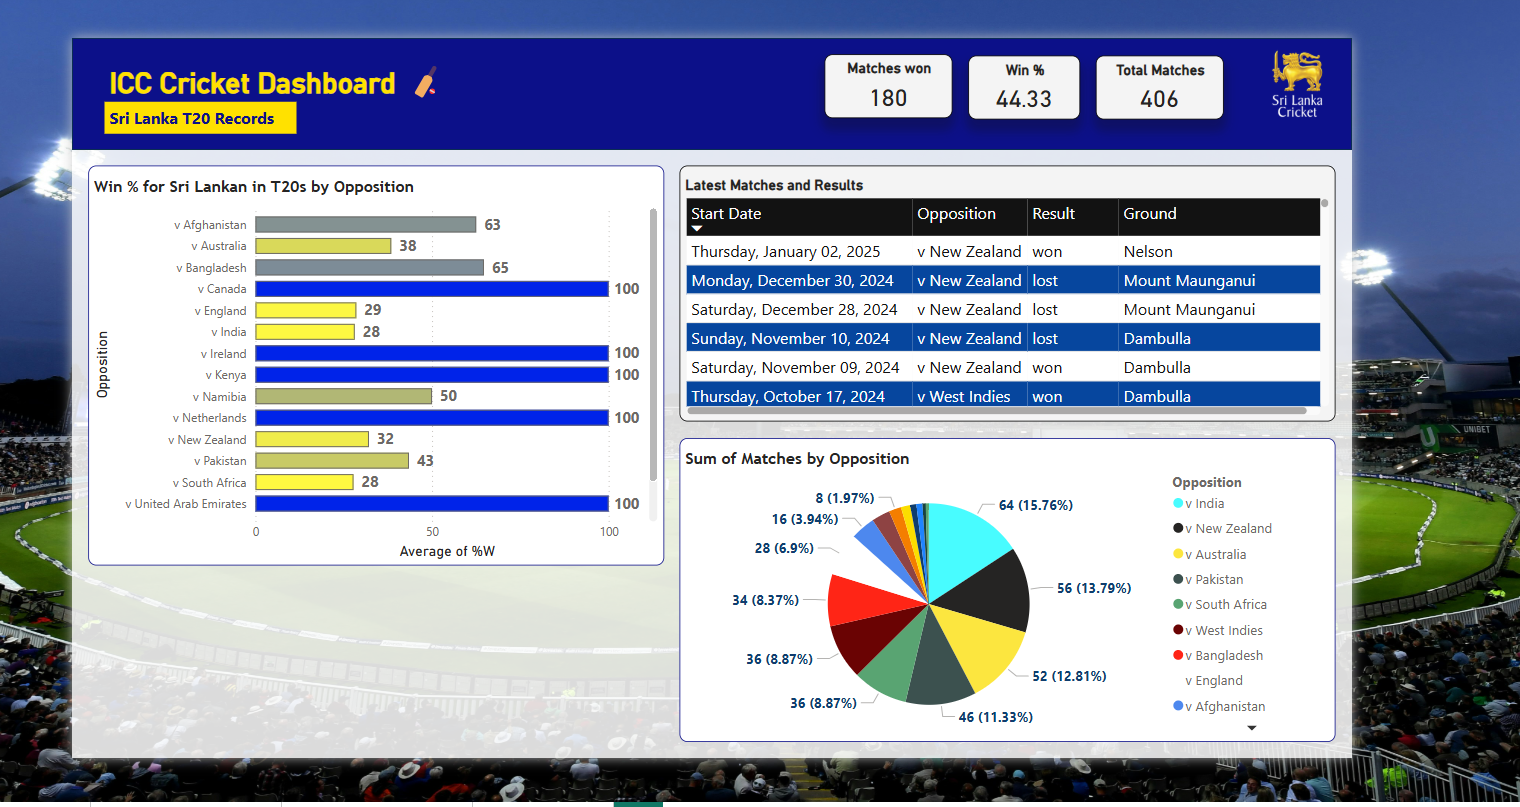 ICC Cricket Dashboard
Sri Lanka T20 Records
Matches won
180
Win %
44.33
Total Matches
406
Sri Lanka
Cricket
Win % for Sri Lankan in T20s by Opposition
Opposition
v Afghanistan 63
v Australia 38
v Bangladesh 65
v Canada 100
v England 29
v India 28
v Ireland 100
v Kenya 100
v Namibia 50
v Netherlands 100
v New Zealand 32
v Pakistan 43
v South Africa 28
v United Arab Emirates 100
0 50 100
Average of %W
Latest Matches and Results
Start Date Opposition Result Ground
Thursday, January 02, 2025 v New Zealand won Nelson
Monday, December 30, 2024 v New Zealand lost Mount Maunganui
Saturday, December 28, 2024 v New Zealand lost Mount Maunganui
Sunday, November 10, 2024 v New Zealand lost Dambulla
Saturday, November 09, 2024 v New Zealand won Dambulla
Thursday, October 17, 2024 v West Indies won Dambulla
Sum of Matches by Opposition
64 (15.76%)
56 (13.79%)
52 (12.81%)
46 (11.33%)
36 (8.87%)
36 (8.87%)
34 (8.37%)
28 (6.9%)
16 (3.94%)
8 (1.97%)
Opposition
v India
v New Zealand
v Australia
v Pakistan
v South Africa
v West Indies
v Bangladesh
v England
v Afghanistan
UNIBET